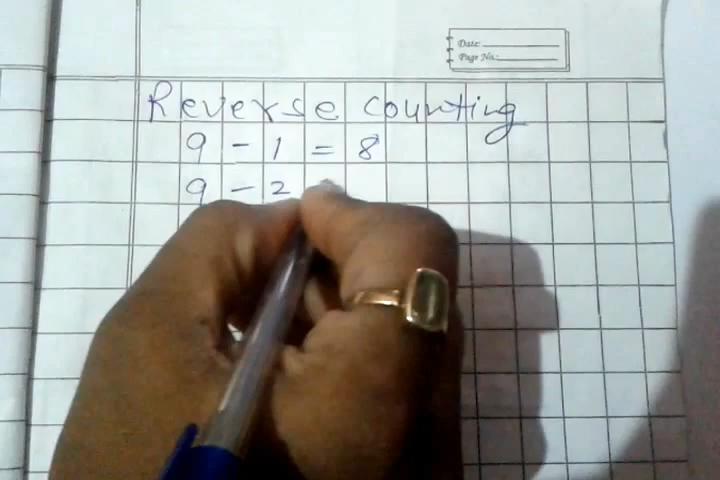 Date:
Page No.:
Reverse counting
9 - 1 = 8
9 - 2